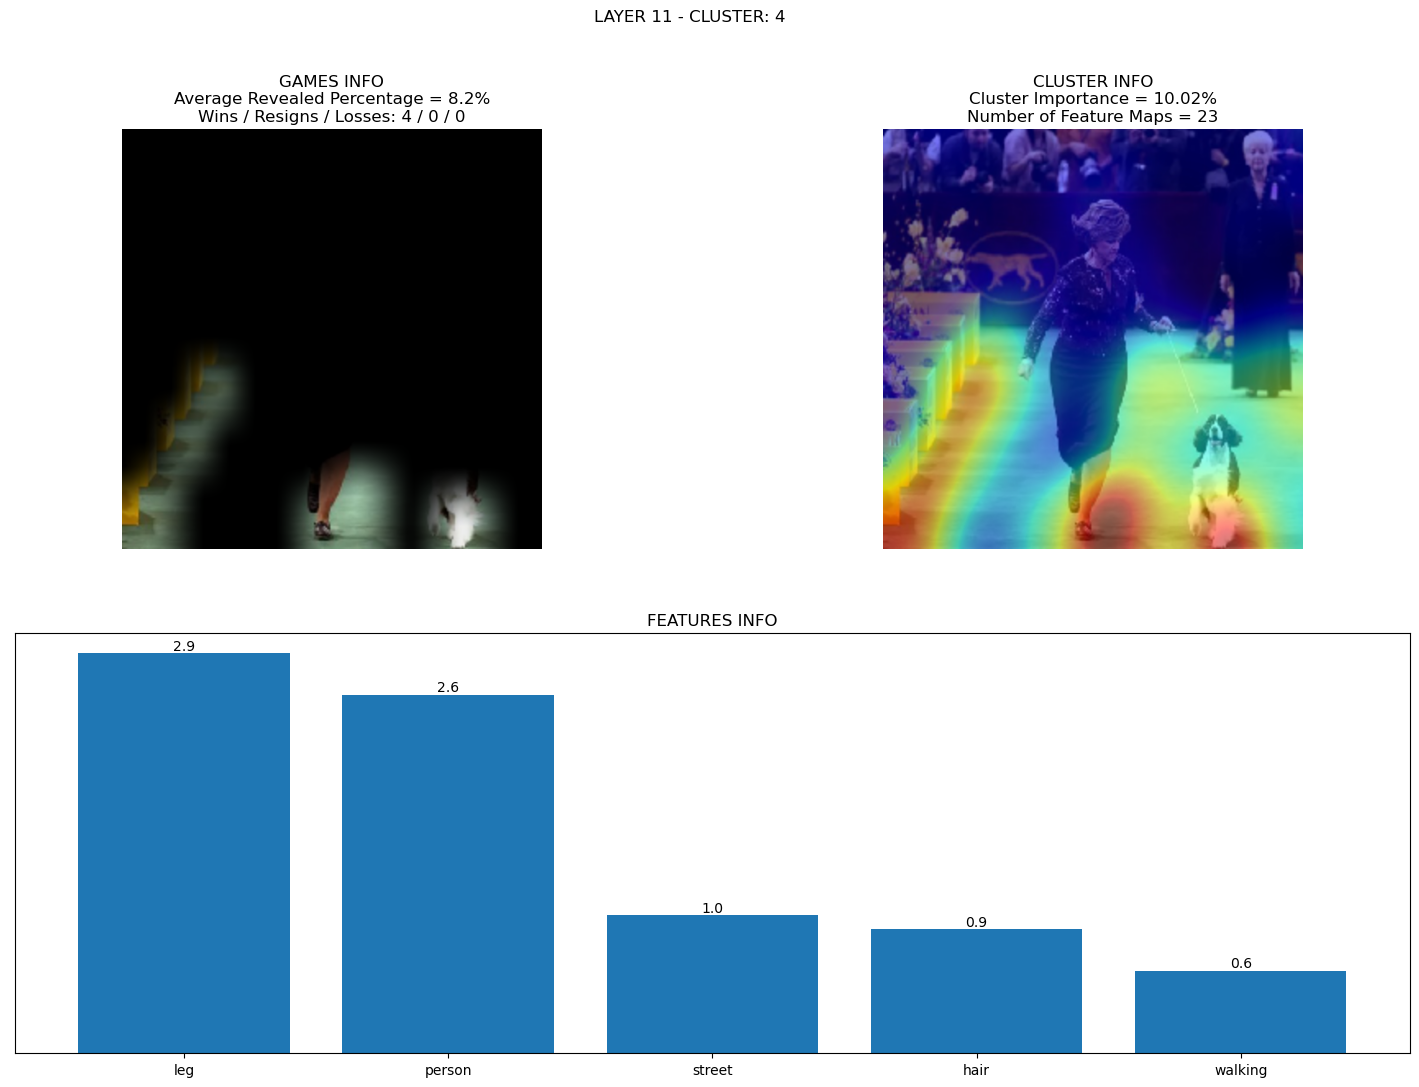 LAYER 11 - CLUSTER: 4
GAMES INFO
Average Revealed Percentage = 8.2%
Wins / Resigns / Losses: 4 / 0 / 0
CLUSTER INFO
Cluster Importance = 10.02%
Number of Feature Maps = 23
FEATURES INFO
2.9
2.6
1.0
0.9
0.6
leg
person
street
hair
walking